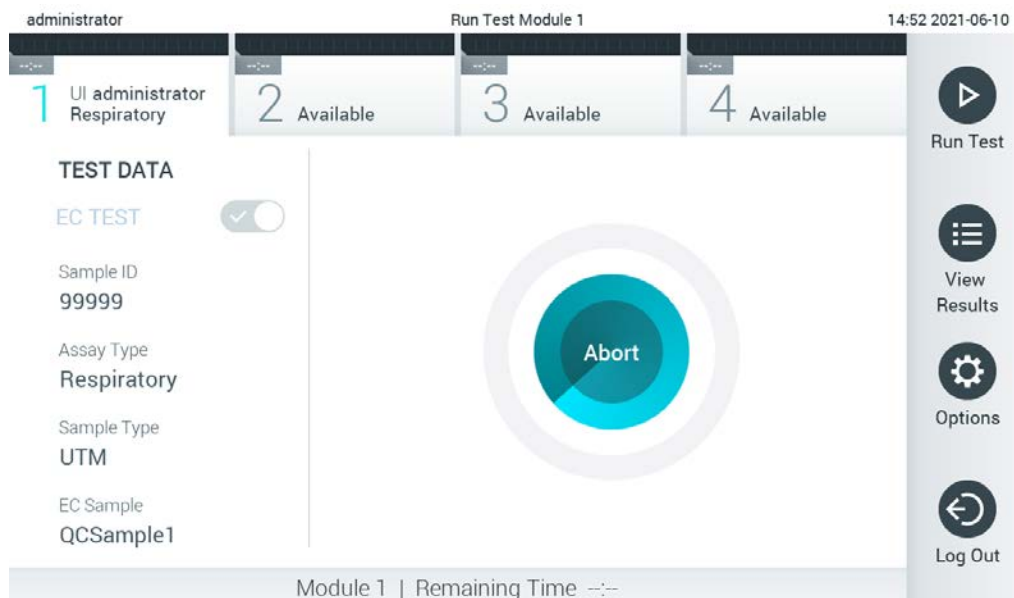 administrator
Run Test Module 1
14:52 2021-06-10
--:--
--:--
--:--
--:--
1
UI administrator
Respiratory
2 Available
3 Available
4 Available
Run Test
TEST DATA
EC TEST
Sample ID
99999
Assay Type
Respiratory
Sample Type
UTM
EC Sample
QCSample1
Abort
View
Results
Options
Log Out
Module 1 | Remaining Time --:--